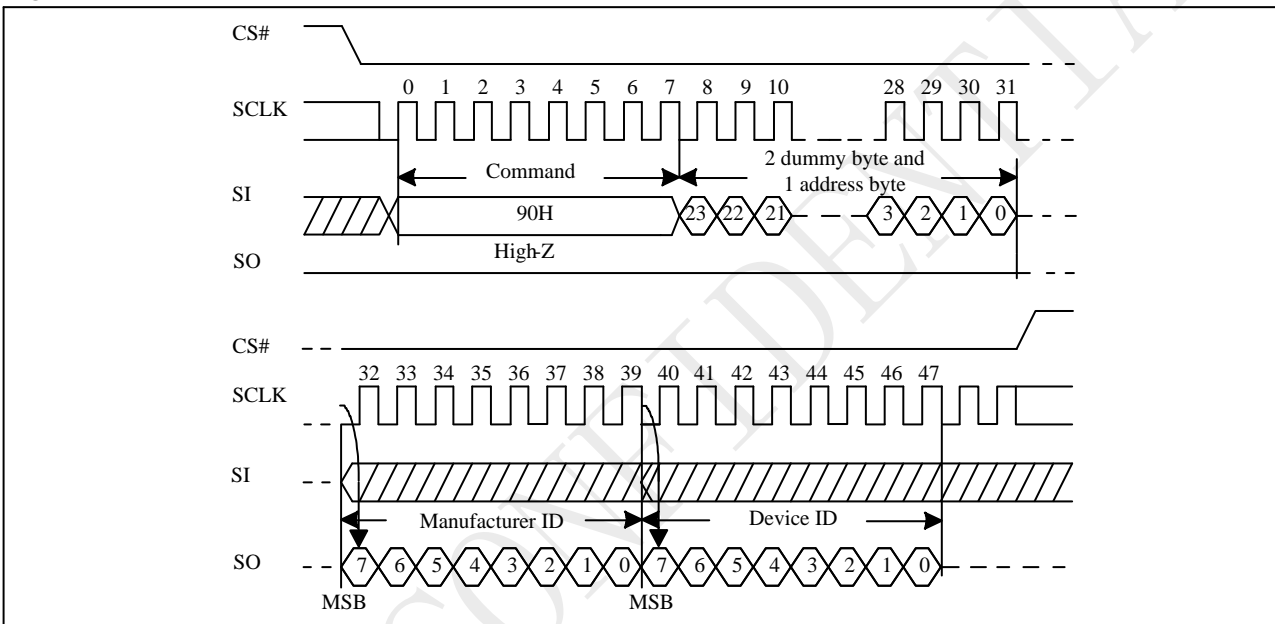 CS#
0 1 2 3 4 5 6 7 8 9 10 28 29 30 31
SCLK
Command
2 dummy byte and
1 address byte
SI
90H
23 22 21 3 2 1 0
High-Z
SO
CS#
32 33 34 35 36 37 38 39 40 41 42 43 44 45 46 47
SCLK
SI
Manufacturer ID
Device ID
SO
7 6 5 4 3 2 1 0 7 6 5 4 3 2 1 0
MSB MSB